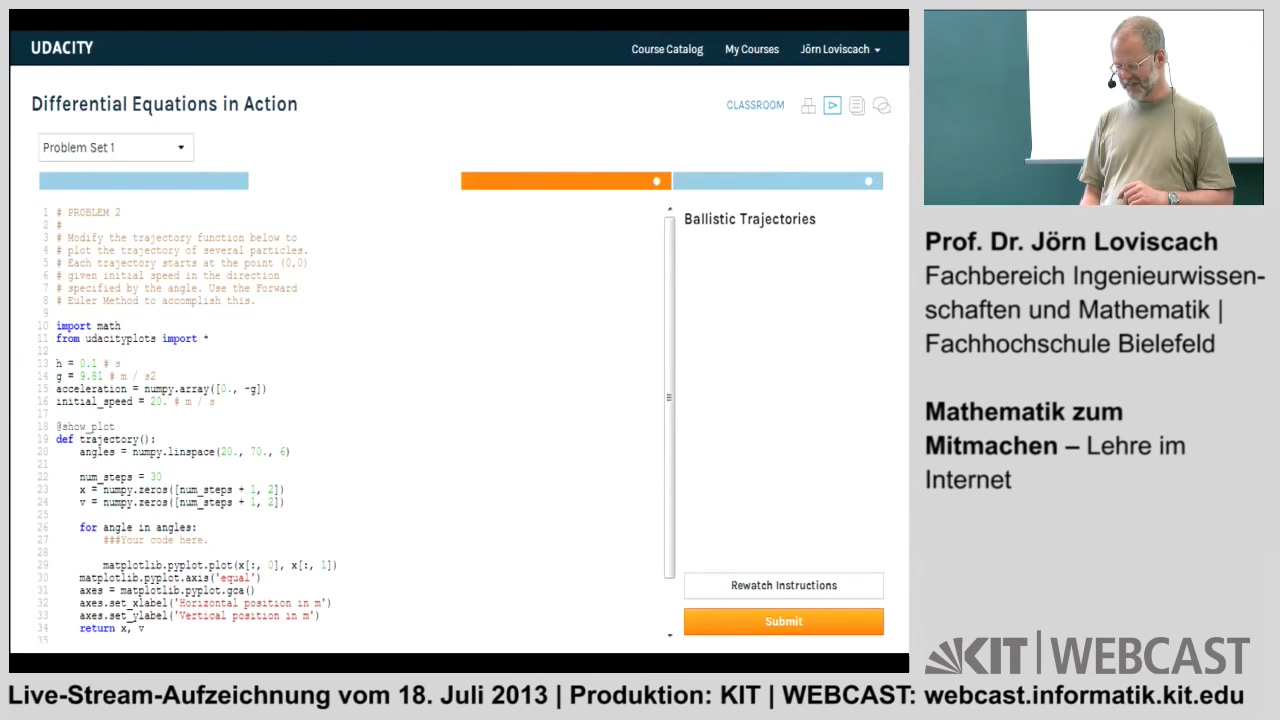 UDACITY
Course Catalog
My Courses
Jörn Loviscach
Differential Equations in Action
CLASSROOM
Problem Set 1
1 # PROBLEM 2
2 #
3 # Modify the trajectory function below to
4 # plot the trajectory of several particles.
5 # Each trajectory starts at the point (0,0)
6 # given initial speed in the direction
7 # specified by the angle. Use the Forward
8 # Euler Method to accomplish this.
9
10 import math
11 from udacityplots import *
12
13 h = 0.1 # s
14 g = 9.81 # m / s2
15 acceleration = numpy.array([0., -g])
16 initial_speed = 20. # m / s
17
18 @show_plot
19 def trajectory():
20 angles = numpy.linspace(20., 70., 6)
21
22 num_steps = 30
23 x = numpy.zeros([num_steps + 1, 2])
24 v = numpy.zeros([num_steps + 1, 2])
25
26 for angle in angles:
27 ###Your code here.
28
29 matplotlib.pyplot.plot(x[:, 0], x[:, 1])
30 matplotlib.pyplot.axis('equal')
31 axes = matplotlib.pyplot.gca()
32 axes.set_xlabel('Horizontal position in m')
33 axes.set_ylabel('Vertical position in m')
34 return x, v
35
Ballistic Trajectories
Rewatch Instructions
Submit
Prof. Dr. Jörn Loviscach
Fachbereich Ingenieurwissen-
schaften und Mathematik |
Fachhochschule Bielefeld
Mathematik zum
Mitmachen – Lehre im
Internet
KIT | WEBCAST
Live-Stream-Aufzeichnung vom 18. Juli 2013 | Produktion: KIT | WEBCAST: webcast.informatik.kit.edu